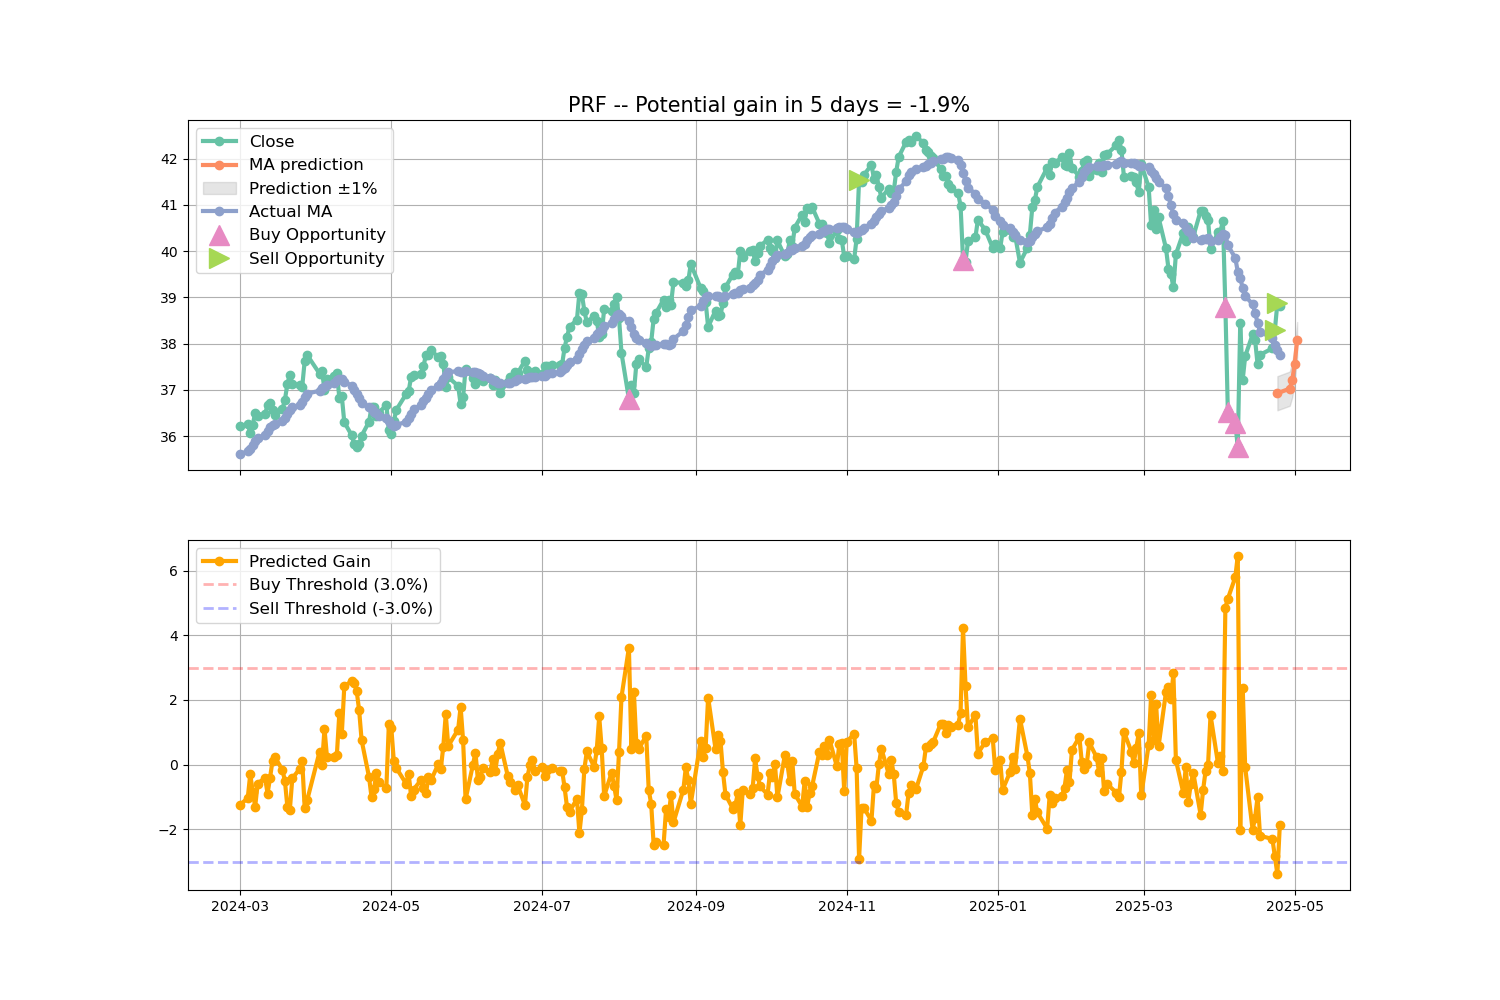 PRF -- Potential gain in 5 days = -1.9%
Close
MA prediction
Prediction ±1%
Actual MA
Buy Opportunity
Sell Opportunity
42
41
40
39
38
37
36
Predicted Gain
Buy Threshold (3.0%)
Sell Threshold (-3.0%)
6
4
2
0
−2
2024-03 2024-05 2024-07 2024-09 2024-11 2025-01 2025-03 2025-05